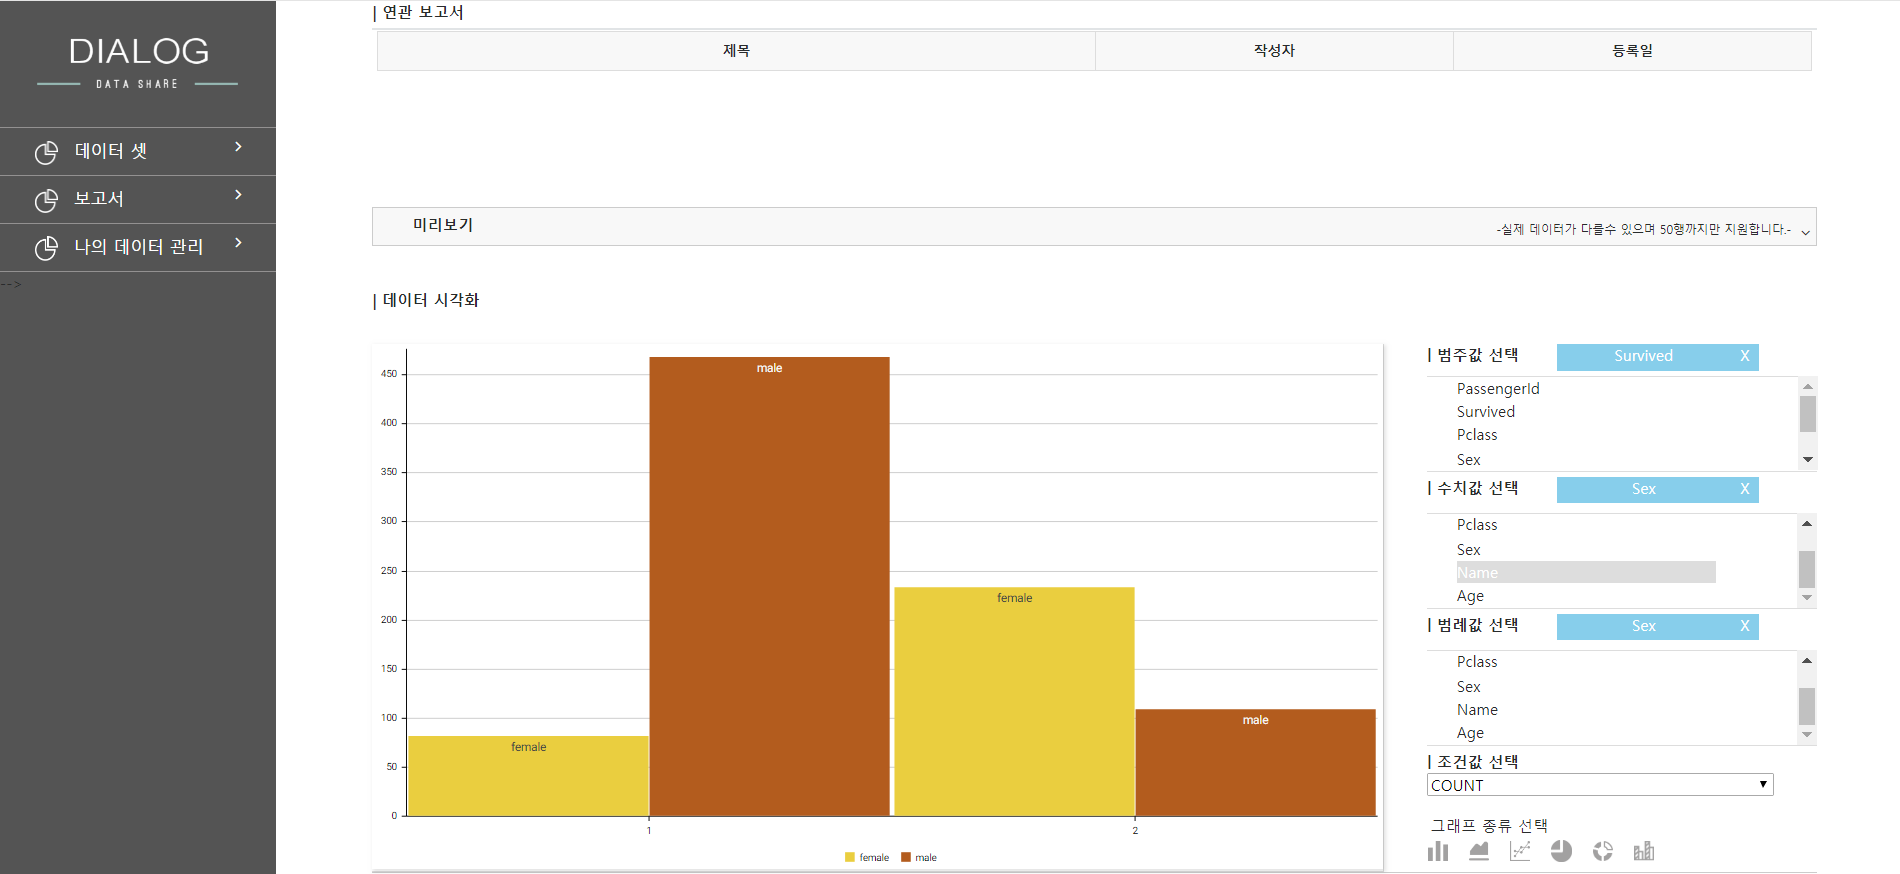 DIALOG
DATA SHARE
데이터 셋
보고서
나의 데이터 관리
-->
| 연관 보고서
제목 작성자 등록일
미리보기
-실제 데이터가 다를수 있으며 50행까지만 지원합니다.-
| 데이터 시각화
450
400
350
300
250
200
150
100
50
0
female
male
female
male
1 2
female male
| 범주값 선택 Survived X
PassengerId
Survived
Pclass
Sex
| 수치값 선택 Sex X
Pclass
Sex
Name
Age
| 범례값 선택 Sex X
Pclass
Sex
Name
Age
| 조건값 선택
COUNT
그래프 종류 선택